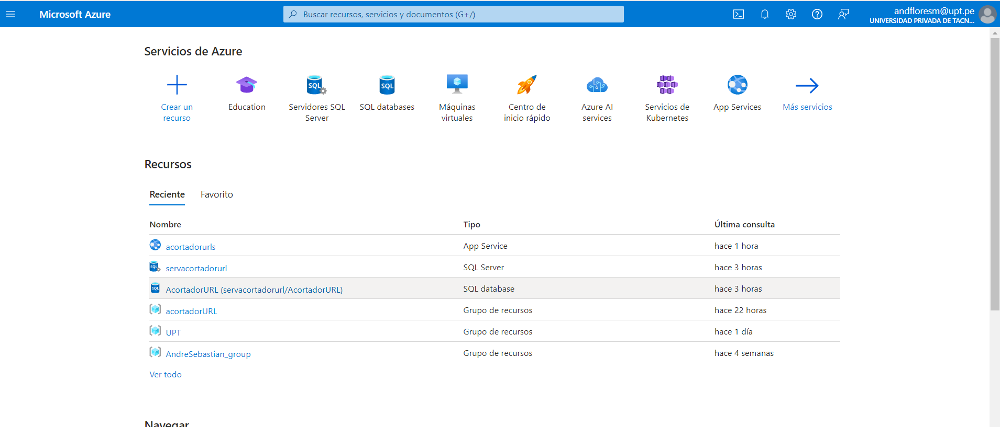 Microsoft Azure
Buscar recursos, servicios y documentos (G+/)
andfloresm@upt.pe
UNIVERSIDAD PRIVADA DE TACN...
Servicios de Azure
Crear un
recurso
Education
Servidores SQL
Server
SQL databases
Máquinas
virtuales
Centro de
inicio rápido
Azure AI
services
Servicios de
Kubernetes
App Services
Más servicios
Recursos
Reciente Favorito
Nombre Tipo Última consulta
acortadorurls App Service hace 1 hora
servacortadorurl SQL Server hace 3 horas
AcortadorURL (servacortadorurl/AcortadorURL) SQL database hace 3 horas
acortadorURL Grupo de recursos hace 22 horas
UPT Grupo de recursos hace 1 día
AndreSebastian_group Grupo de recursos hace 4 semanas
Ver todo
Navegar